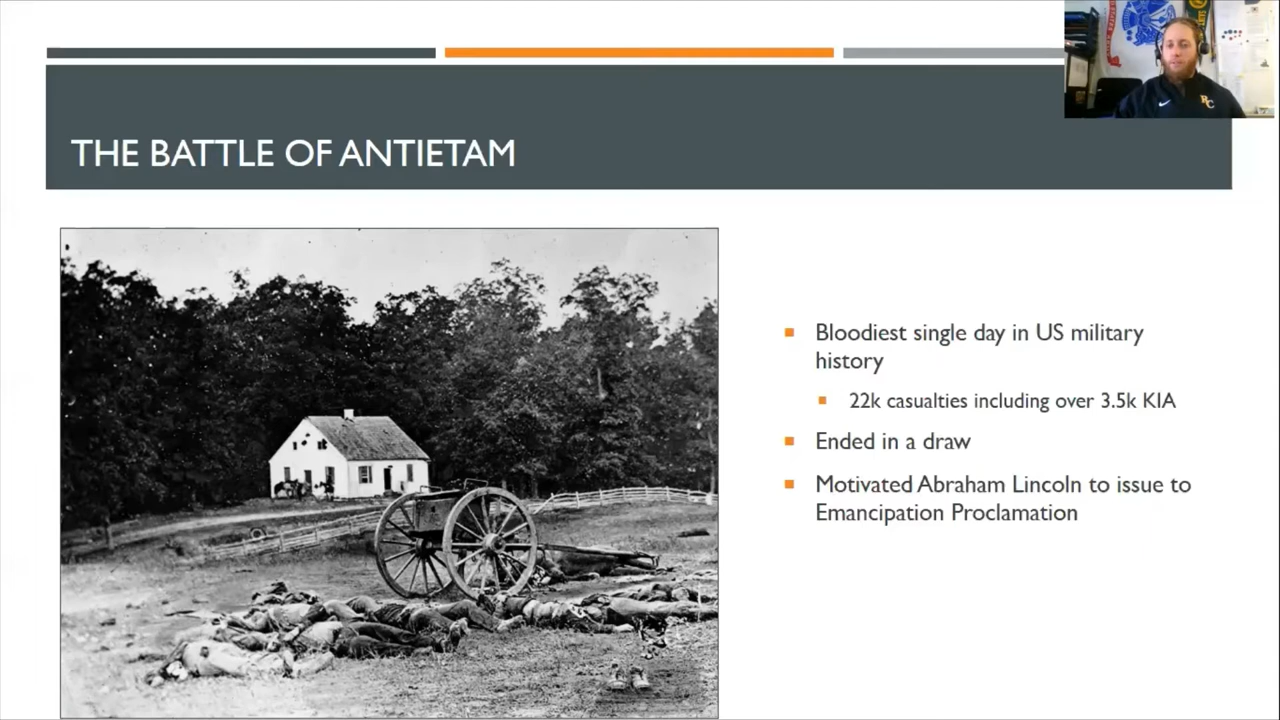 THE BATTLE OF ANTIETAM
Bloodiest single day in US military
history
22k casualties including over 3.5k KIA
Ended in a draw
Motivated Abraham Lincoln to issue to
Emancipation Proclamation
RC